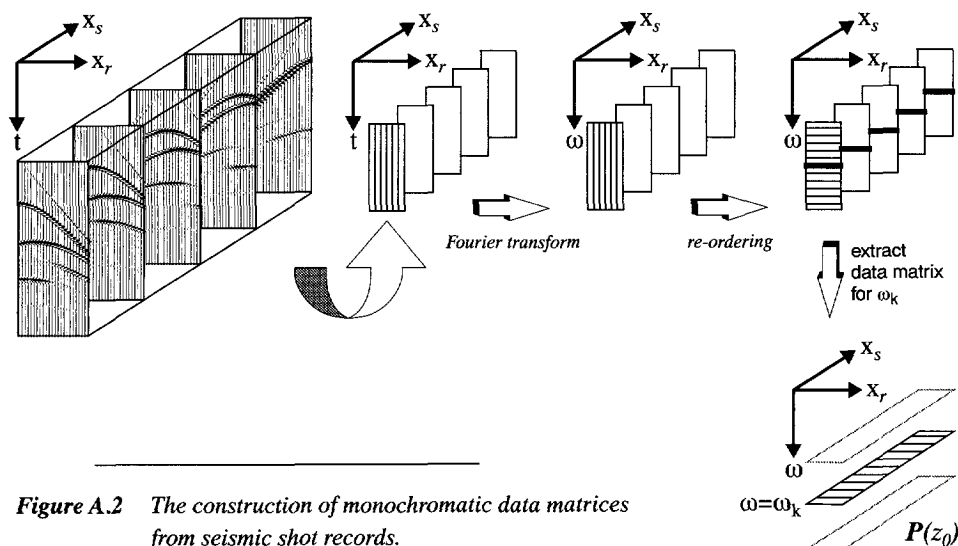 x_s
x_r
t
x_s
x_r
t
Fourier transform
x_s
x_r
ω
re-ordering
x_s
x_r
ω
extract
data matrix
for ω_k
x_s
x_r
ω
ω=ω_k
P(z_0)
Figure A.2 The construction of monochromatic data matrices
from seismic shot records.